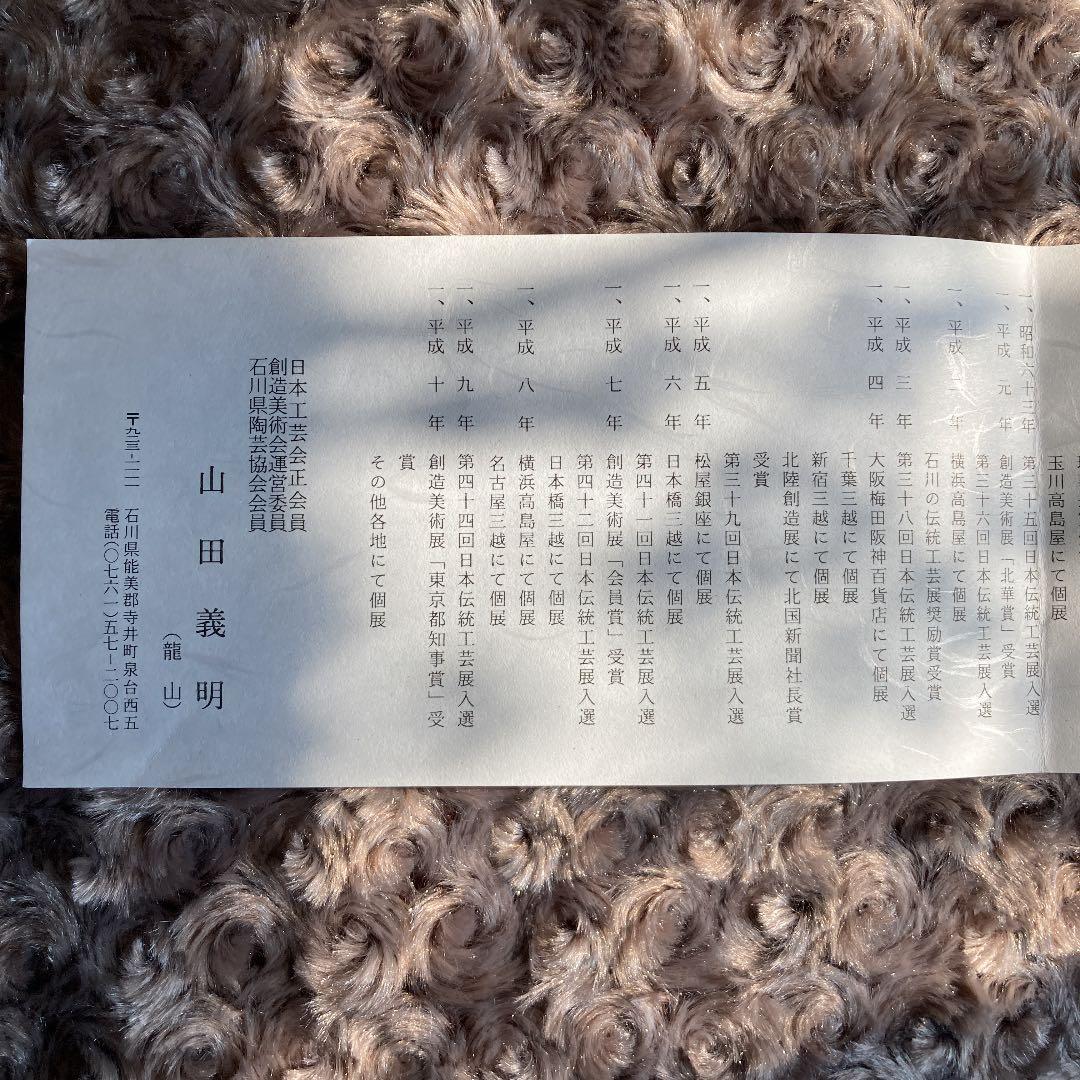 玉川高島屋にて個展
一、昭和六十三年 第三十五回日本伝統工芸展入選
一、平成 元 年 第三十六回日本伝統工芸展入選
創造美術展「北華賞」受賞
一、平成 二 年 横浜高島屋にて個展
石川の伝統工芸展奨励賞受賞
一、平成 三 年 第三十八回日本伝統工芸展入選
一、平成 四 年 大阪梅田阪神百貨店にて個展
千葉三越にて個展
新宿三越にて個展
北陸創造展にて北国新聞社長賞
受賞
第三十九回日本伝統工芸展入選
一、平成 五 年 松屋銀座にて個展
一、平成 六 年 日本橋三越にて個展
第四十一回日本伝統工芸展入選
一、平成 七 年 創造美術展「会員賞」受賞
第四十二回日本伝統工芸展入選
日本橋三越にて個展
一、平成 八 年 横浜高島屋にて個展
名古屋三越にて個展
一、平成 九 年 第四十四回日本伝統工芸展入選
一、平成 十 年 創造美術展「東京都知事賞」受
賞
その他各地にて個展
日本工芸会正会員
創造美術会運営委員
石川県陶芸協会会員
山田義明
（龍山）
〒九二三-一一一 石川県能美郡寺井町泉台西五
電話（〇七六一）五七-二〇〇七